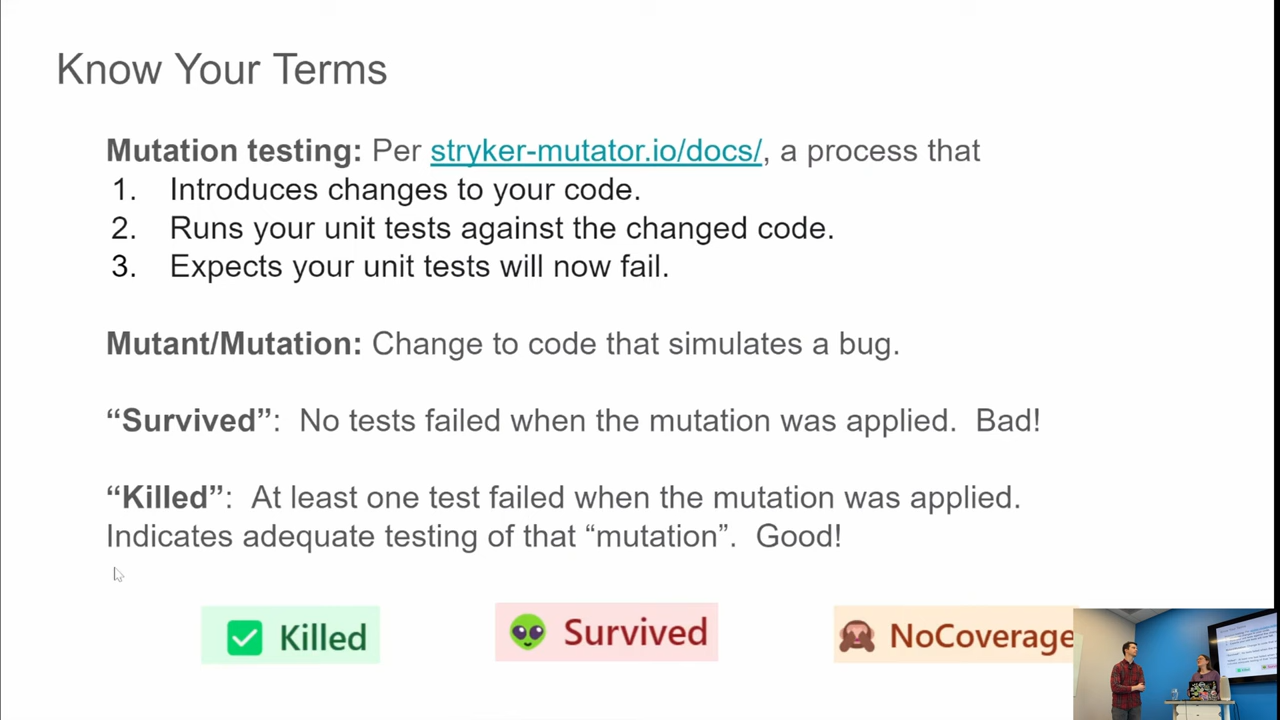 Know Your Terms
Mutation testing: Per stryker-mutator.io/docs/, a process that
1. Introduces changes to your code.
2. Runs your unit tests against the changed code.
3. Expects your unit tests will now fail.
Mutant/Mutation: Change to code that simulates a bug.
“Survived”:  No tests failed when the mutation was applied.  Bad!
“Killed”:  At least one test failed when the mutation was applied.
Indicates adequate testing of that “mutation”.  Good!
Killed
Survived
NoCoverage